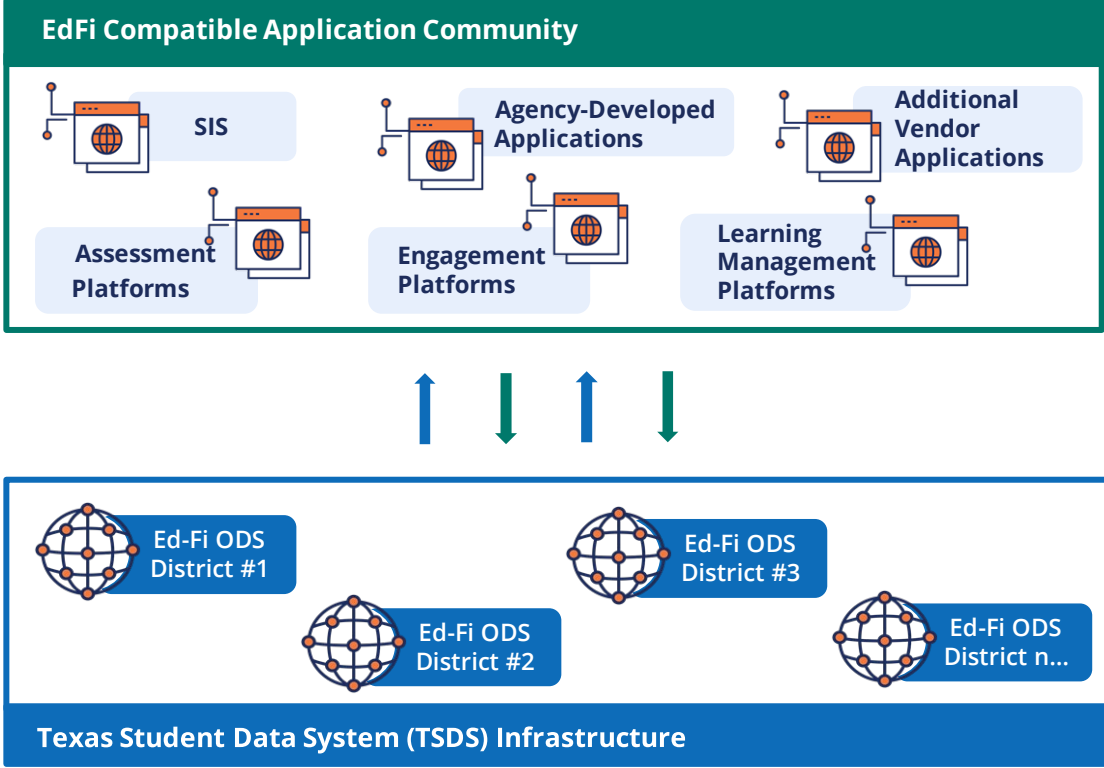 EdFi Compatible Application Community
SIS
Agency-Developed
Applications
Additional
Vendor
Applications
Assessment
Platforms
Engagement
Platforms
Learning
Management
Platforms
Ed-Fi ODS
District #1
Ed-Fi ODS
District #2
Ed-Fi ODS
District #3
Ed-Fi ODS
District n...
Texas Student Data System (TSDS) Infrastructure